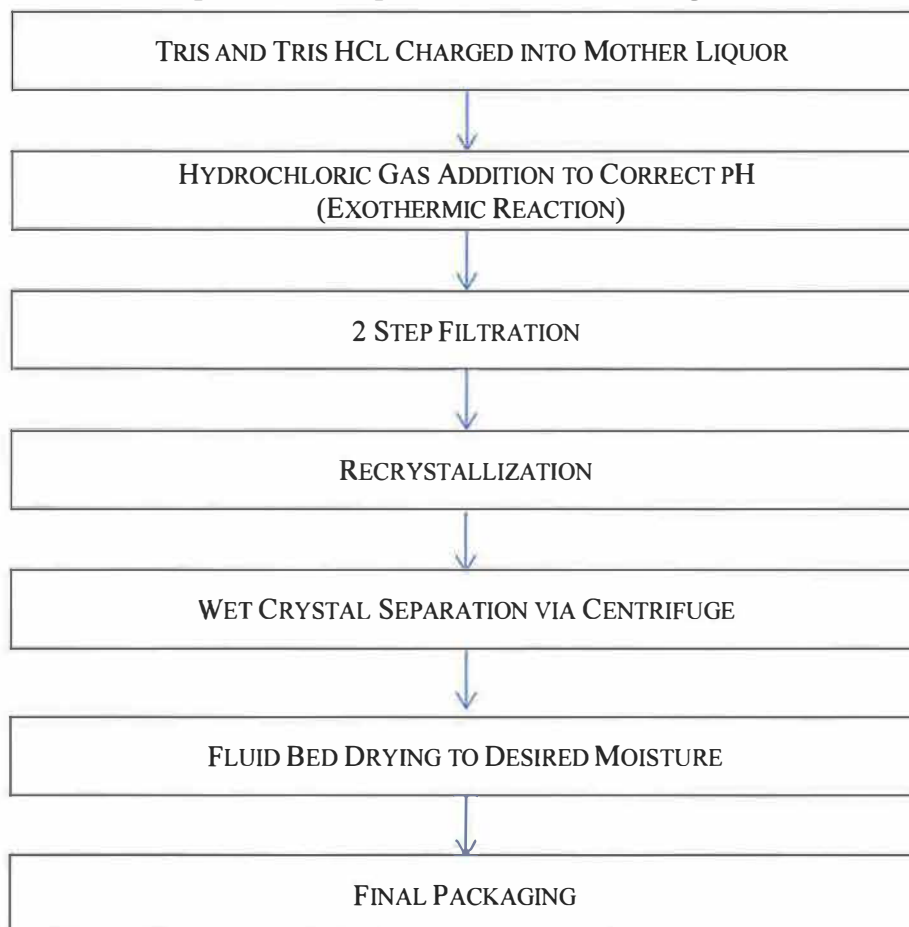 TRIS AND TRIS HCL CHARGED INTO MOTHER LIQUOR
HYDROCHLORIC GAS ADDITION TO CORRECT PH
(EXOTHERMIC REACTION)
2 STEP FILTRATION
RECRYSTALLIZATION
WET CRYSTAL SEPARATION VIA CENTRIFUGE
FLUID BED DRYING TO DESIRED MOISTURE
FINAL PACKAGING